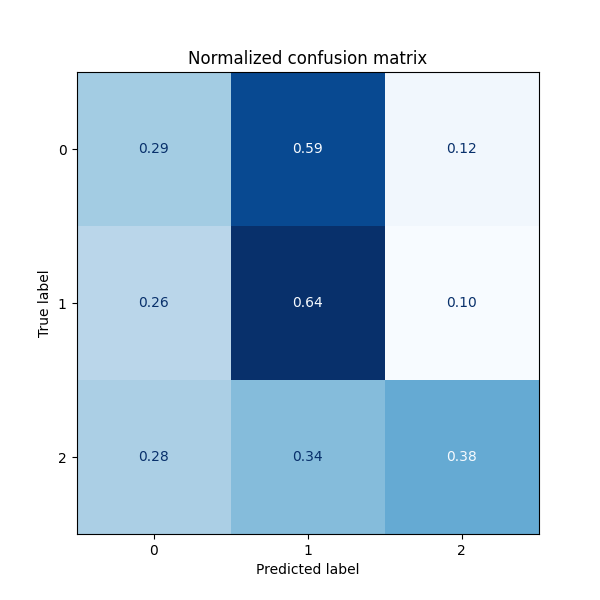 Normalized confusion matrix
True label
0
0.29 0.59 0.12
1
0.26 0.64 0.10
2
0.28 0.34 0.38
0 1 2
Predicted label